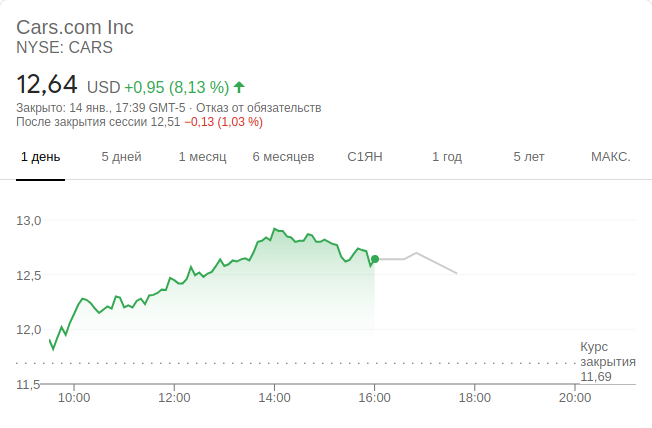 Cars.com Inc
NYSE: CARS
12,64 USD +0,95 (8,13 %)
Закрыто: 14 янв., 17:39 GMT-5 · Отказ от обязательств
После закрытия сессии 12,51 −0,13 (1,03 %)
1 день 5 дней 1 месяц 6 месяцев С1ЯН 1 год 5 лет МАКС.
13,0
12,5
12,0
Курс
закрытия
11,69
11,5
10:00 12:00 14:00 16:00 18:00 20:00